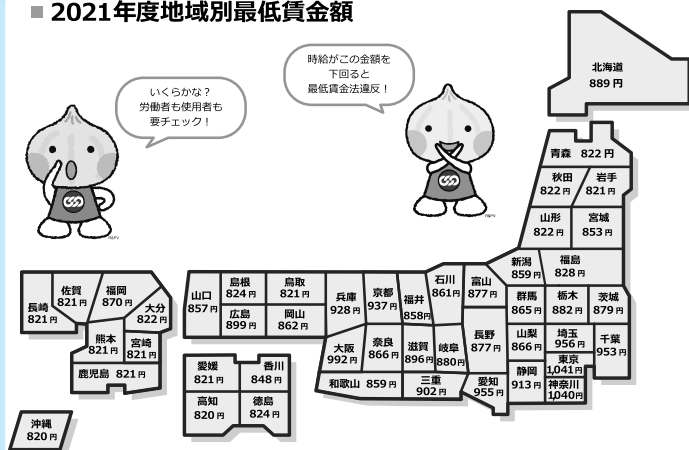 ■ 2021年度地域別最低賃金額
いくらかな？
労働者も使用者も
要チェック！
時給がこの金額を
下回ると
最低賃金法違反！
北海道
889円
青森 822円
秋田
822円
岩手
821円
山形
822円
宮城
853円
新潟
859円
福島
828円
群馬
865円
栃木
882円
茨城
879円
山梨
866円
埼玉
956円
千葉
953円
東京
1,041円
静岡
913円
神奈川
1,040円
石川
861円
富山
877円
長野
877円
福井
858円
岐阜
880円
愛知
955円
兵庫
928円
京都
937円
滋賀
896円
大阪
992円
奈良
866円
和歌山 859円
三重
902円
山口
857円
島根
824円
鳥取
821円
広島
899円
岡山
862円
愛媛
821円
香川
848円
高知
820円
徳島
824円
長崎
821円
佐賀
821円
福岡
870円
大分
822円
熊本
821円
宮崎
821円
鹿児島 821円
沖縄
820円